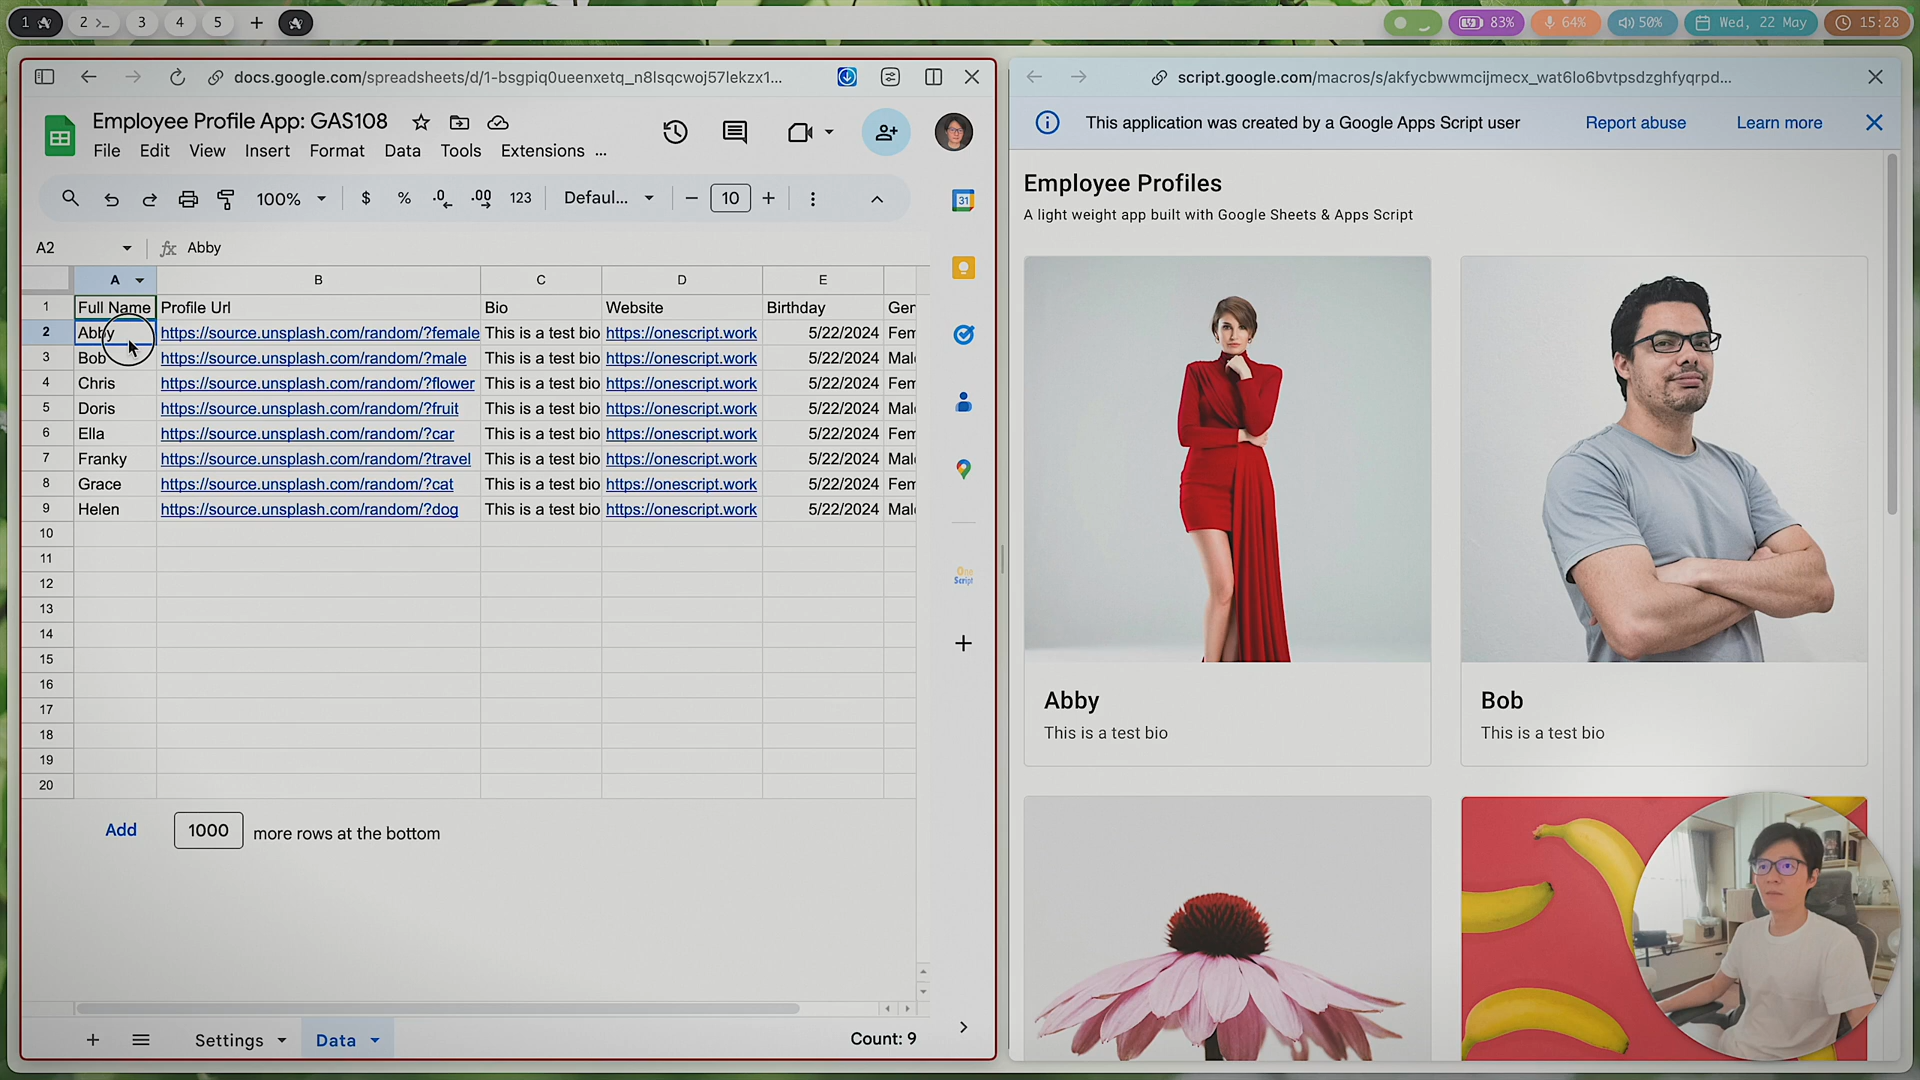 1 2 3 4 5 + 83% 64% 50% Wed, 22 May 15:28
docs.google.com/spreadsheets/d/1-bsgpiq0ueenxetq_n8lsqcwoj57lekzx1...
Employee Profile App: GAS108
File Edit View Insert Format Data Tools Extensions ...
100% $ % .0 .00 123 Defaul... − 10 +
A2 fx Abby
A B C D E
1 Full Name Profile Url Bio Website Birthday Gen
2 Abby https://source.unsplash.com/random/?female This is a test bio https://onescript.work 5/22/2024 Fem
3 Bob https://source.unsplash.com/random/?male This is a test bio https://onescript.work 5/22/2024 Male
4 Chris https://source.unsplash.com/random/?flower This is a test bio https://onescript.work 5/22/2024 Fem
5 Doris https://source.unsplash.com/random/?fruit This is a test bio https://onescript.work 5/22/2024 Male
6 Ella https://source.unsplash.com/random/?car This is a test bio https://onescript.work 5/22/2024 Fem
7 Franky https://source.unsplash.com/random/?travel This is a test bio https://onescript.work 5/22/2024 Male
8 Grace https://source.unsplash.com/random/?cat This is a test bio https://onescript.work 5/22/2024 Fem
9 Helen https://source.unsplash.com/random/?dog This is a test bio https://onescript.work 5/22/2024 Male
10
11
12
13
14
15
16
17
18
19
20
Add 1000 more rows at the bottom
Settings Data Count: 9
31
One
Script
script.google.com/macros/s/akfycbwwmcijmecx_wat6lo6bvtpsdzghfyqrpd...
This application was created by a Google Apps Script user Report abuse Learn more
Employee Profiles
A light weight app built with Google Sheets & Apps Script
Abby
This is a test bio
Bob
This is a test bio